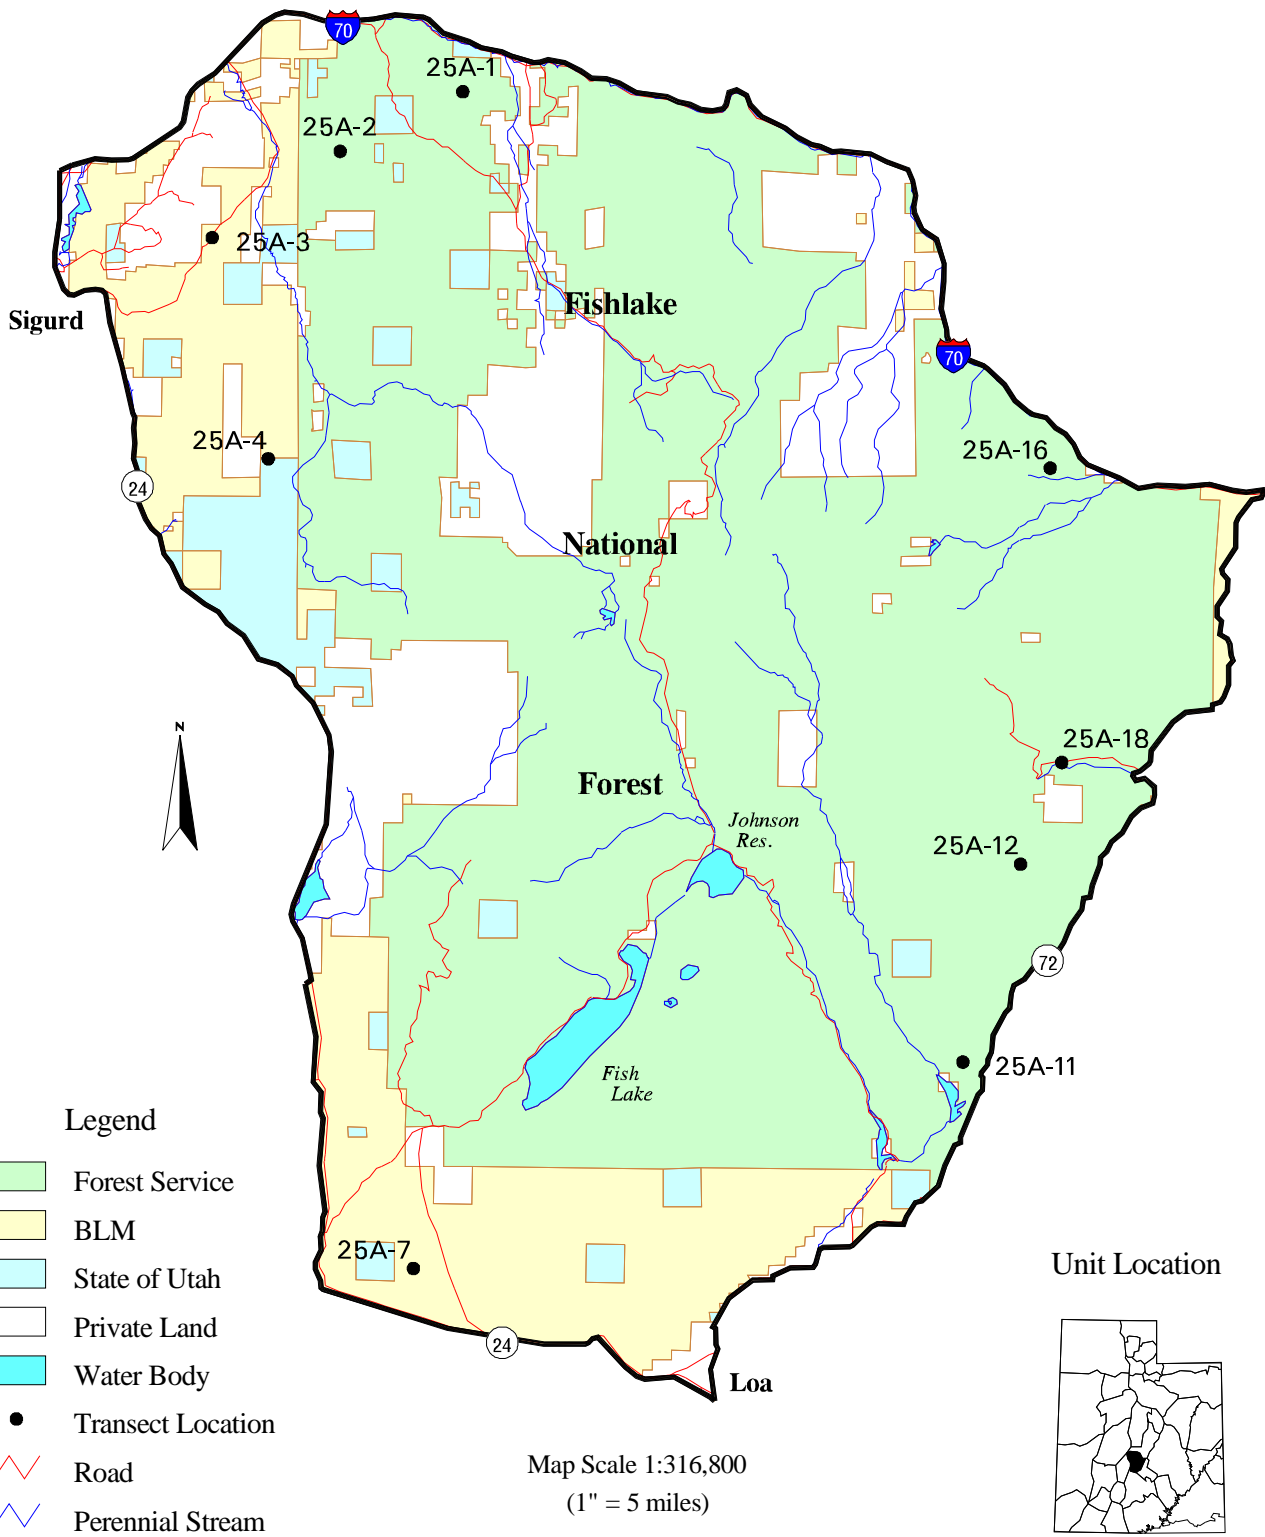 70
25A-1
25A-2
25A-3
Sigurd
Fishlake
70
25A-4
25A-16
24
National
N
25A-18
Forest
Johnson
Res.
25A-12
72
25A-11
Fish
Lake
25A-7
24
Loa
Legend
Forest Service
BLM
State of Utah
Private Land
Water Body
Transect Location
Road
Perennial Stream
Map Scale 1:316,800
(1" = 5 miles)
Unit Location